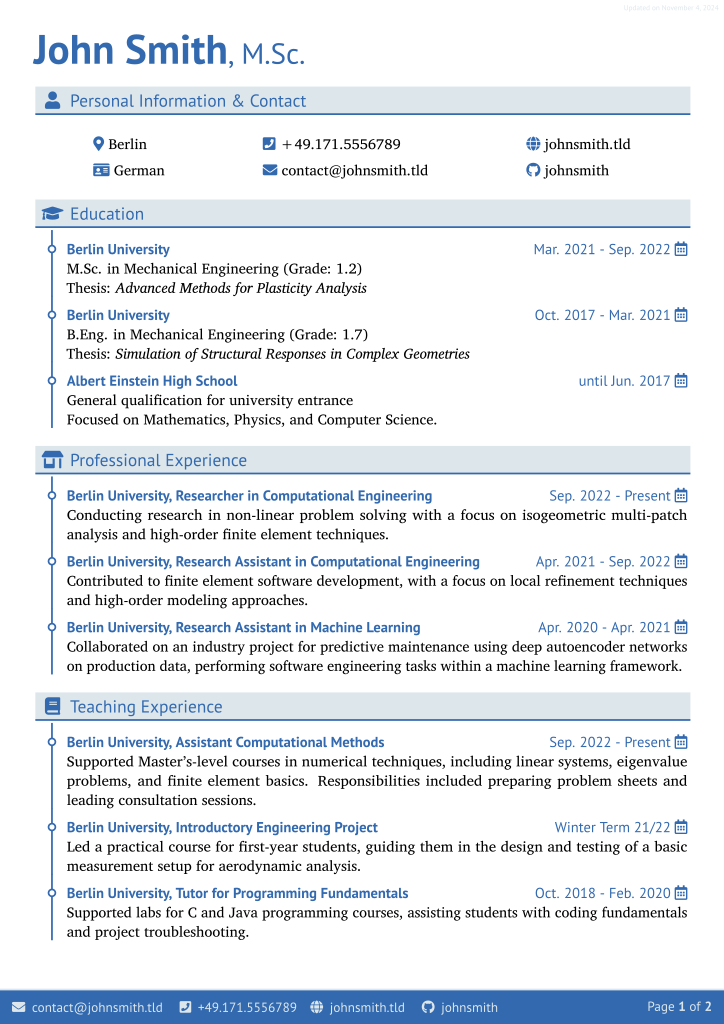 Updated on November 4, 2024
John Smith, M.Sc.
Personal Information & Contact
Berlin
+49.171.5556789
johnsmith.tld
German
contact@johnsmith.tld
johnsmith
Education
Berlin University Mar. 2021 - Sep. 2022
M.Sc. in Mechanical Engineering (Grade: 1.2)
Thesis: Advanced Methods for Plasticity Analysis
Berlin University Oct. 2017 - Mar. 2021
B.Eng. in Mechanical Engineering (Grade: 1.7)
Thesis: Simulation of Structural Responses in Complex Geometries
Albert Einstein High School until Jun. 2017
General qualification for university entrance
Focused on Mathematics, Physics, and Computer Science.
Professional Experience
Berlin University, Researcher in Computational Engineering Sep. 2022 - Present
Conducting research in non-linear problem solving with a focus on isogeometric multi-patch
analysis and high-order finite element techniques.
Berlin University, Research Assistant in Computational Engineering Apr. 2021 - Sep. 2022
Contributed to finite element software development, with a focus on local refinement techniques
and high-order modeling approaches.
Berlin University, Research Assistant in Machine Learning Apr. 2020 - Apr. 2021
Collaborated on an industry project for predictive maintenance using deep autoencoder networks
on production data, performing software engineering tasks within a machine learning framework.
Teaching Experience
Berlin University, Assistant Computational Methods Sep. 2022 - Present
Supported Master's-level courses in numerical techniques, including linear systems, eigenvalue
problems, and finite element basics. Responsibilities included preparing problem sheets and
leading consultation sessions.
Berlin University, Introductory Engineering Project Winter Term 21/22
Led a practical course for first-year students, guiding them in the design and testing of a basic
measurement setup for aerodynamic analysis.
Berlin University, Tutor for Programming Fundamentals Oct. 2018 - Feb. 2020
Supported labs for C and Java programming courses, assisting students with coding fundamentals
and project troubleshooting.
contact@johnsmith.tld +49.171.5556789 johnsmith.tld johnsmith Page 1 of 2